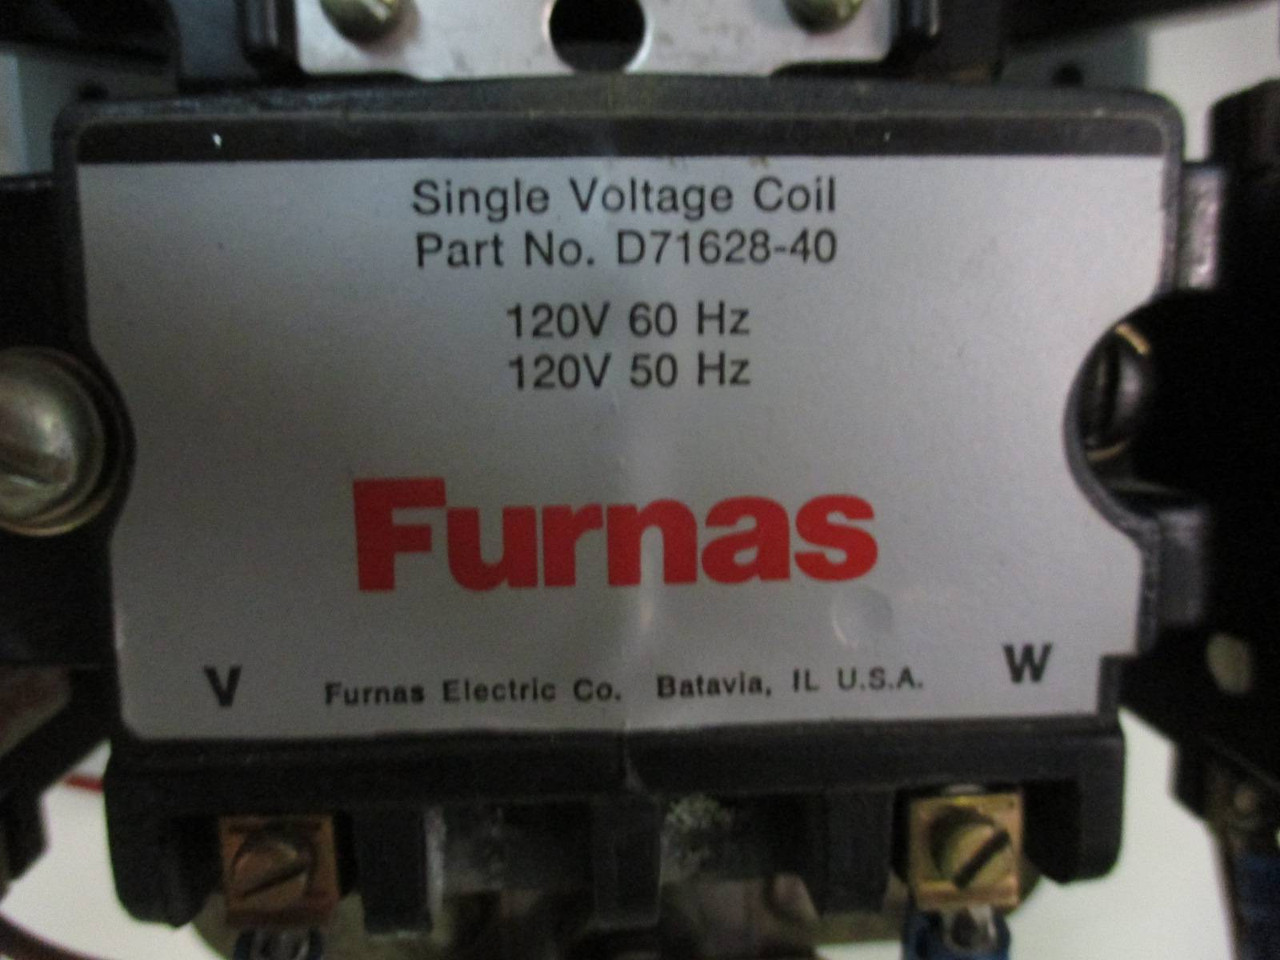 Single Voltage Coil
Part No. D71628-40
120V 60 Hz
120V 50 Hz
Furnas
V
Furnas Electric Co. Batavia, IL U.S.A.
W